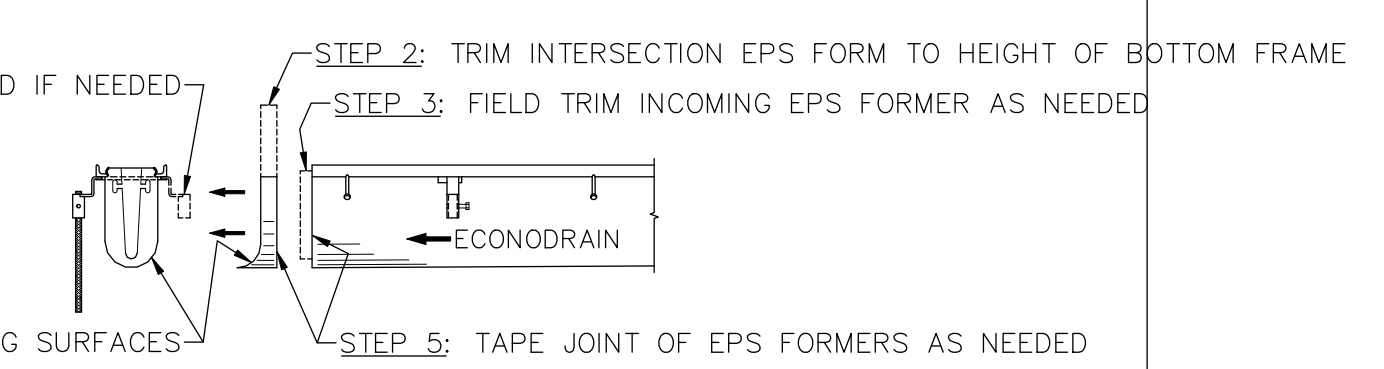 STEP 2: TRIM INTERSECTION EPS FORM TO HEIGHT OF BOTTOM FRAME
D IF NEEDED
STEP 3: FIELD TRIM INCOMING EPS FORMER AS NEEDED
ECONODRAIN
G SURFACES
STEP 5: TAPE JOINT OF EPS FORMERS AS NEEDED